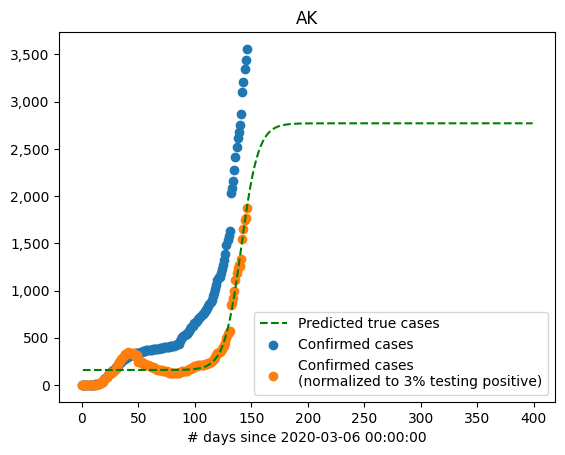 AK
3,500
3,000
2,500
2,000
1,500
1,000
500
0
Predicted true cases
Confirmed cases
Confirmed cases
(normalized to 3% testing positive)
0 50 100 150 200 250 300 350 400
# days since 2020-03-06 00:00:00